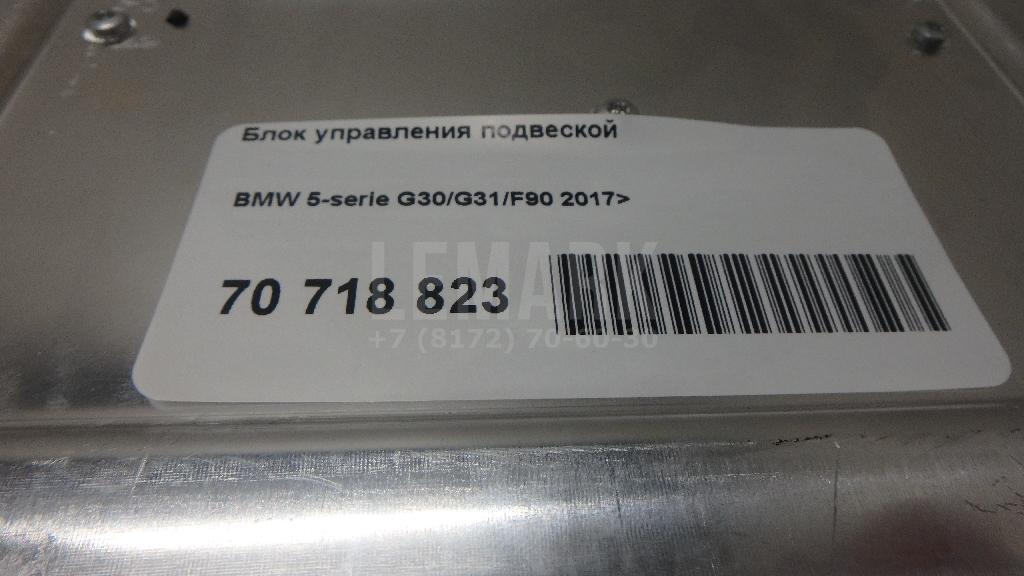 Блок управления подвеской
BMW 5-serie G30/G31/F90 2017>
LEMARK
70 718 823
+7 (8172) 70-60-30